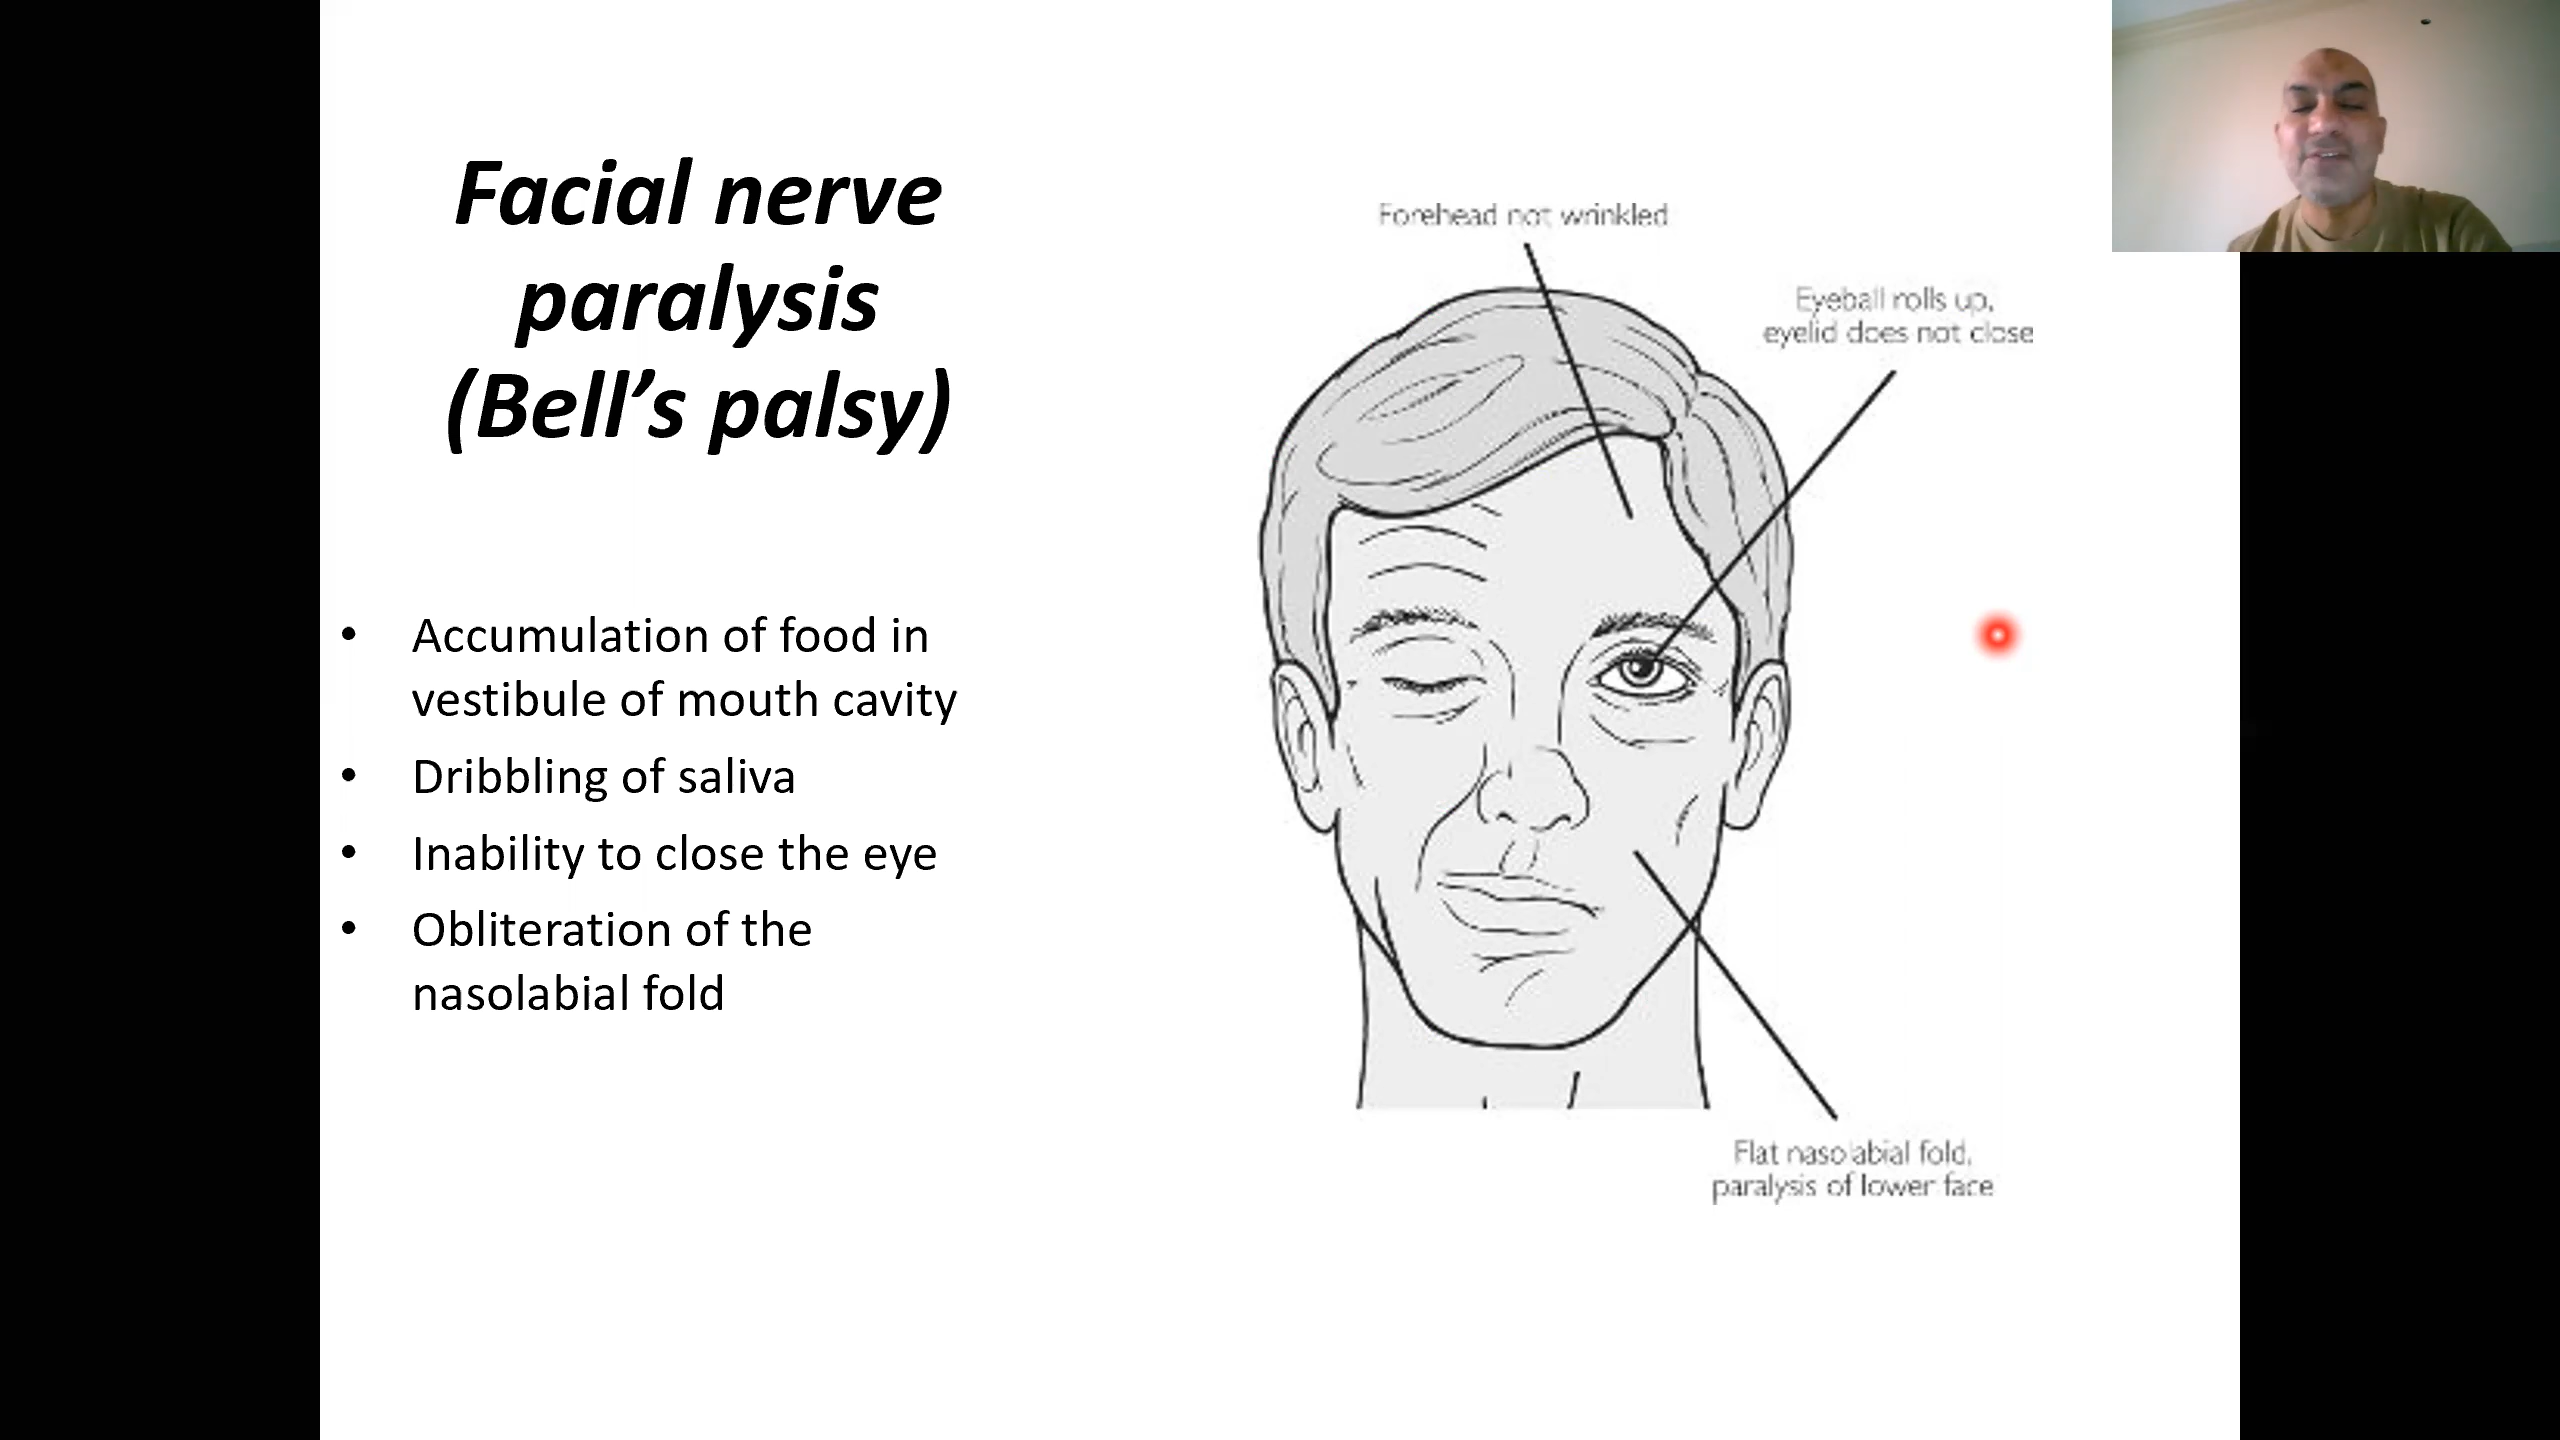 Facial nerve
paralysis
(Bell’s palsy)
• Accumulation of food in
vestibule of mouth cavity
• Dribbling of saliva
• Inability to close the eye
• Obliteration of the
nasolabial fold
Forehead not wrinkled
Eyeball rolls up,
eyelid does not close
Flat nasolabial fold,
paralysis of lower face